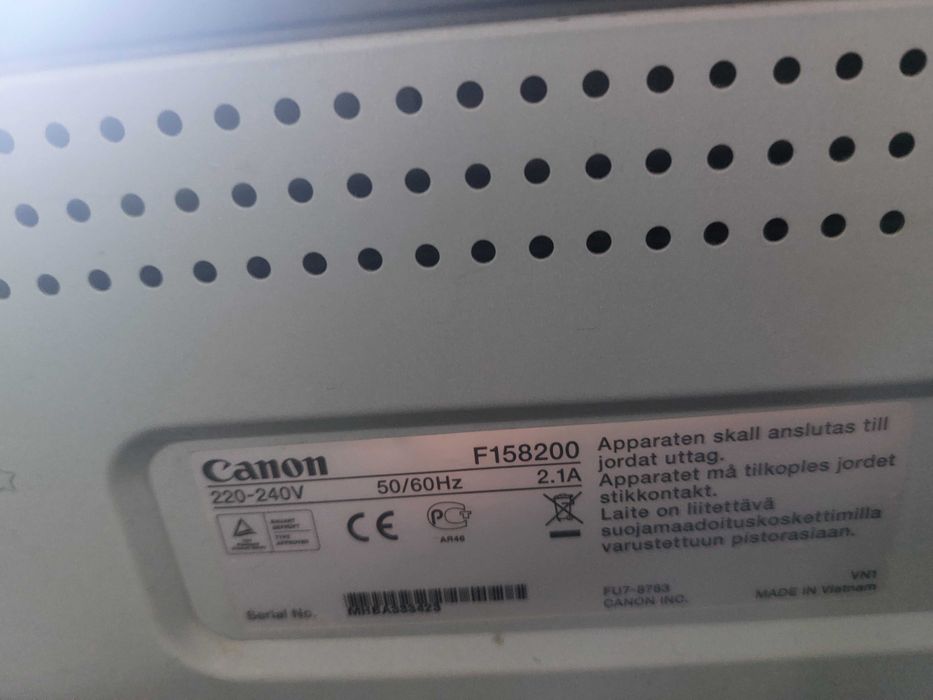 Canon
F158200
220-240V
50/60Hz
2.1A
AR46
Apparaten skall anslutas till
jordat uttag.
Apparatet må tilkoples jordet
stikkontakt.
Laite on liitettävä
suojamaadoituskoskettimilla
varustettuun pistorasiaan.
Serial No.
FU7-8763
CANON INC.
VN1
MADE IN Vietnam